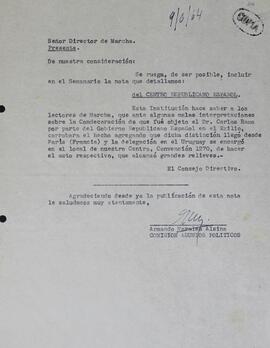 9/3/64
Señor Director de Marcha.
Presente.
De nuestra consideración:
Se ruega, de ser posible, incluir
en el Semanario la nota que detallamos:
del CENTRO REPUBLICANO ESPAÑOL.
Esta Institución hace saber a los
lectores de Marcha, que ante algunas malas interpretaciones
sobre la Condecoración de que fué objeto el Dr. Carlos Rama
por parte del Gobierno Republicano Español en el Exilio,
corrobora el hecho agregando que dicha distinción llegó desde
París (Francia) y la delegación en el Uruguay se encargó
en el local de nuestro Centro, Convención 1270, de hacer
el acto respectivo, que alcanzó grandes relieves.
El Consejo Directivo.
Agradeciendo desde ya la publicación de esta nota
le saludamos muy atentamente,
Armando Alsina
COMISION ASUNTOS POLITICOS